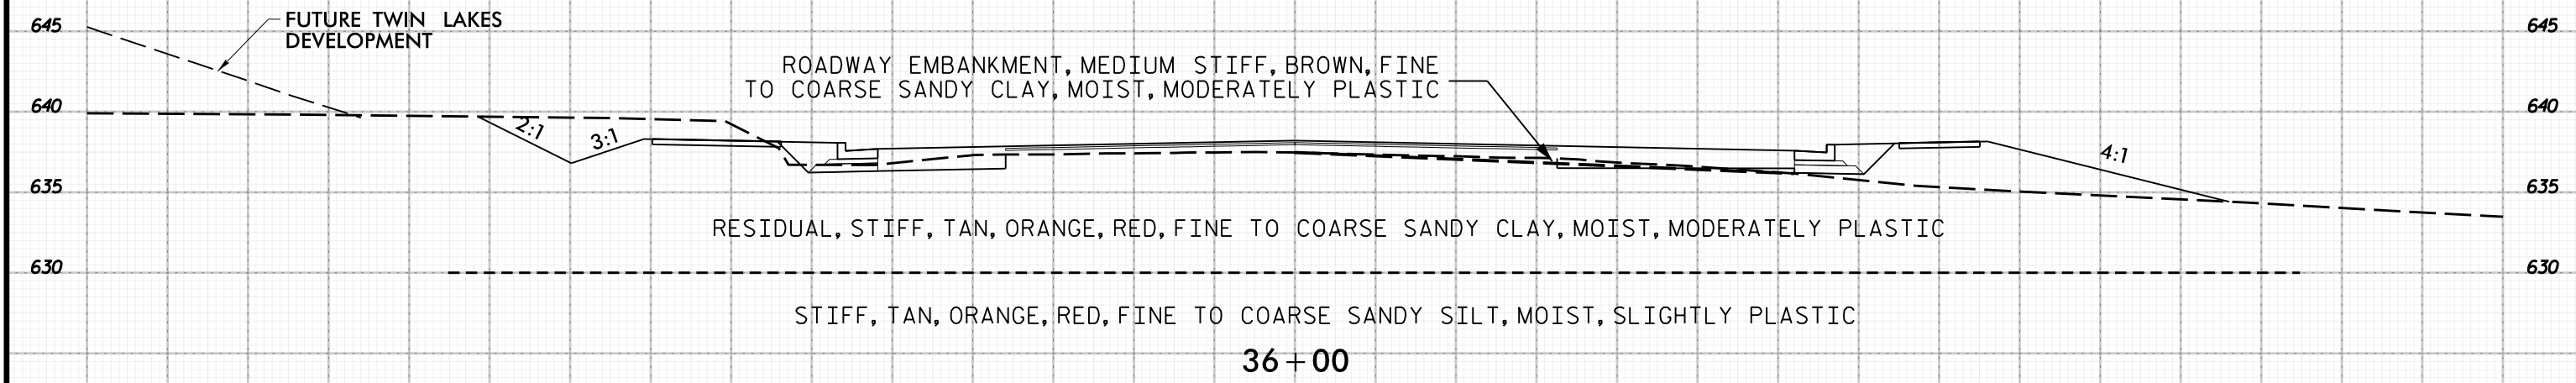 FUTURE TWIN LAKES
DEVELOPMENT
645 645
ROADWAY EMBANKMENT, MEDIUM STIFF, BROWN, FINE
TO COARSE SANDY CLAY, MOIST, MODERATELY PLASTIC
640 640
2:1
3:1
4:1
635 635
RESIDUAL, STIFF, TAN, ORANGE, RED, FINE TO COARSE SANDY CLAY, MOIST, MODERATELY PLASTIC
630 630
STIFF, TAN, ORANGE, RED, FINE TO COARSE SANDY SILT, MOIST, SLIGHTLY PLASTIC
36+00